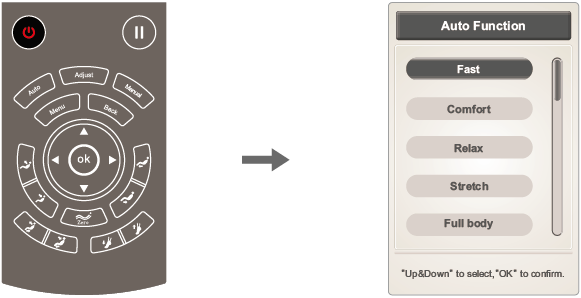 Auto
Adjust
Manual
Menu
Back
ok
Zero
Auto Function
Fast
Comfort
Relax
Stretch
Full body
"Up&Down" to select,"OK" to confirm.